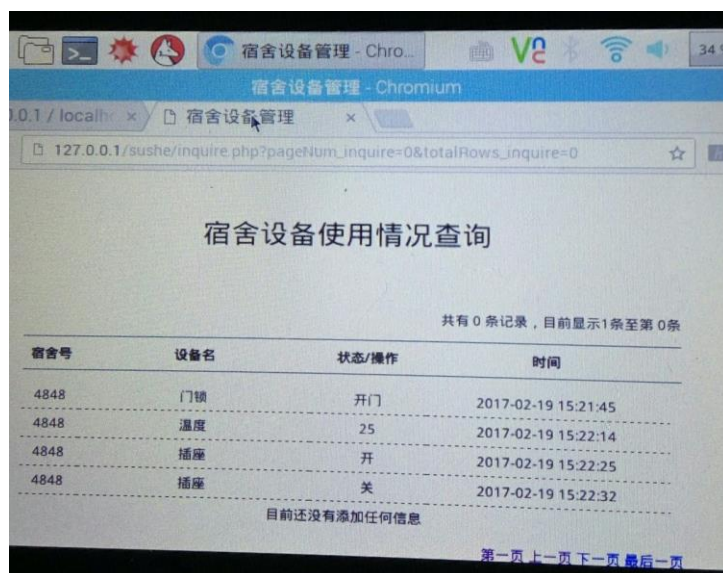 宿舍设备管理 - Chro...
34
宿舍设备管理 - Chromium
.0.1 / localh
宿舍设备管理
127.0.0.1/sushe/inquire.php?pageNum_inquire=0&totalRows_inquire=0
宿舍设备使用情况查询
共有 0 条记录，目前显示1条至第 0条
宿舍号 设备名 状态/操作 时间
4848 门锁 开门 2017-02-19 15:21:45
4848 温度 25 2017-02-19 15:22:14
4848 插座 开 2017-02-19 15:22:25
4848 插座 关 2017-02-19 15:22:32
目前还没有添加任何信息
第一页 上一页 下一页 最后一页